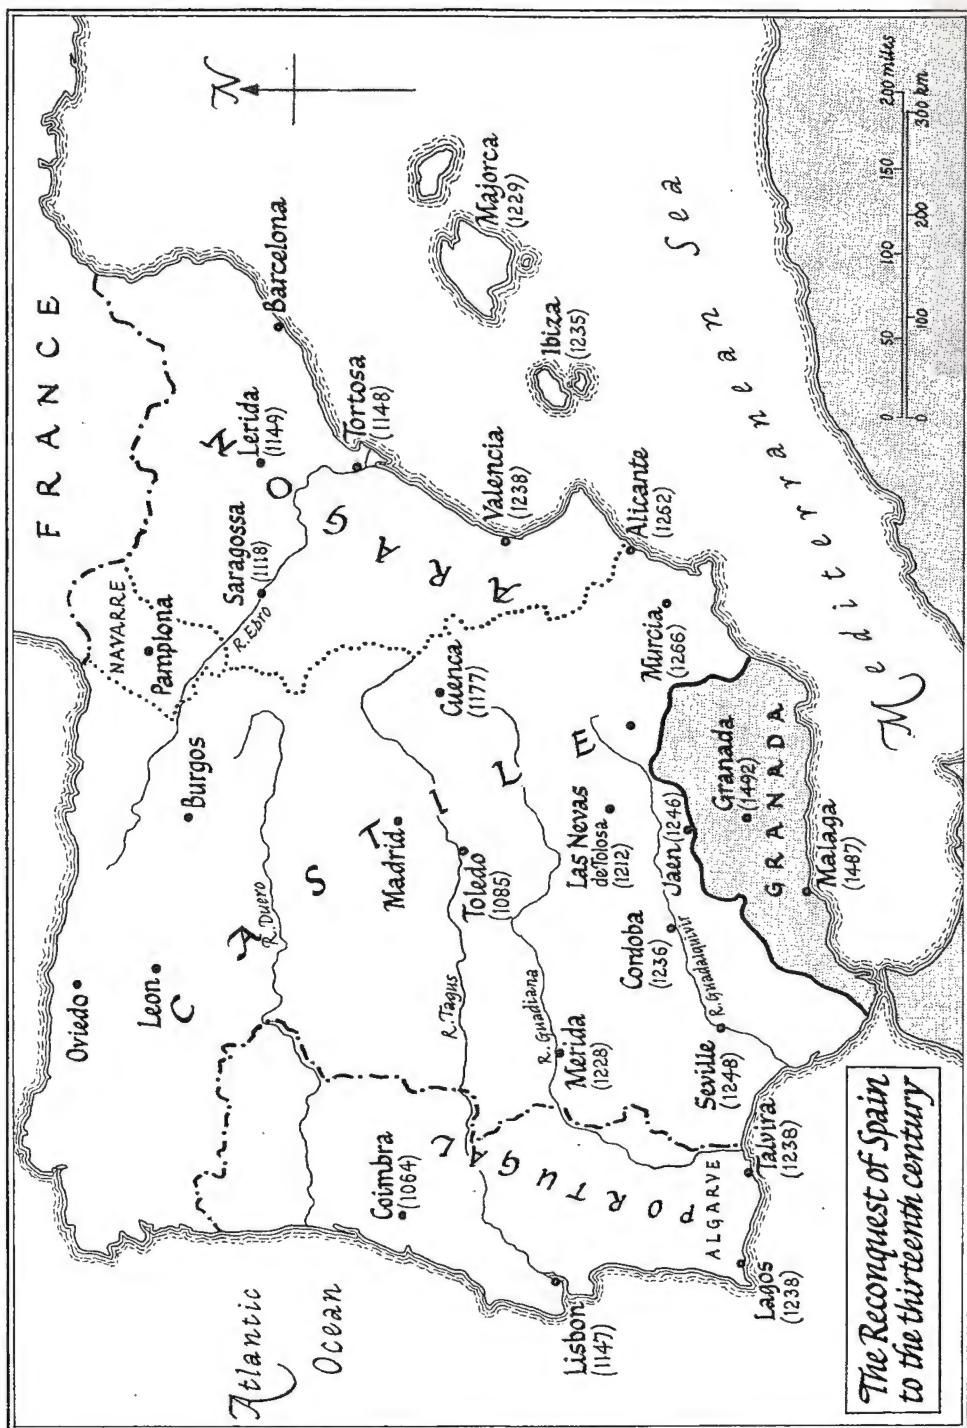 FRANCE
N
NAVARRE
Pamplona
Oviedo
Leon
Burgos
R. Ebro
Saragossa
(1118)
Lerida
(1149)
Barcelona
Tortosa
(1148)
ARAGON
Atlantic
Ocean
R. Duero
CASTILE
Madrid
Coimbra
(1064)
R. Tagus
Toledo
(1085)
Cuenca
(1177)
Valencia
(1238)
Majorca
(1229)
Ibiza
(1235)
Lisbon
(1147)
PORTUGAL
R. Guadiana
Merida
(1228)
Las Nevas
de Tolosa
(1212)
Alicante
(1262)
Murcia
(1266)
Cordoba
(1236)
Jaen (1246)
R. Guadalquivir
Seville
(1248)
ALGARVE
Lagos
(1238)
Talvira
(1238)
Granada
(1492)
GRANADA
Malaga
(1487)
Mediterranean Sea
The Reconquest of Spain
to the thirteenth century
0 50 100 150 200 miles
0 100 200 300 km